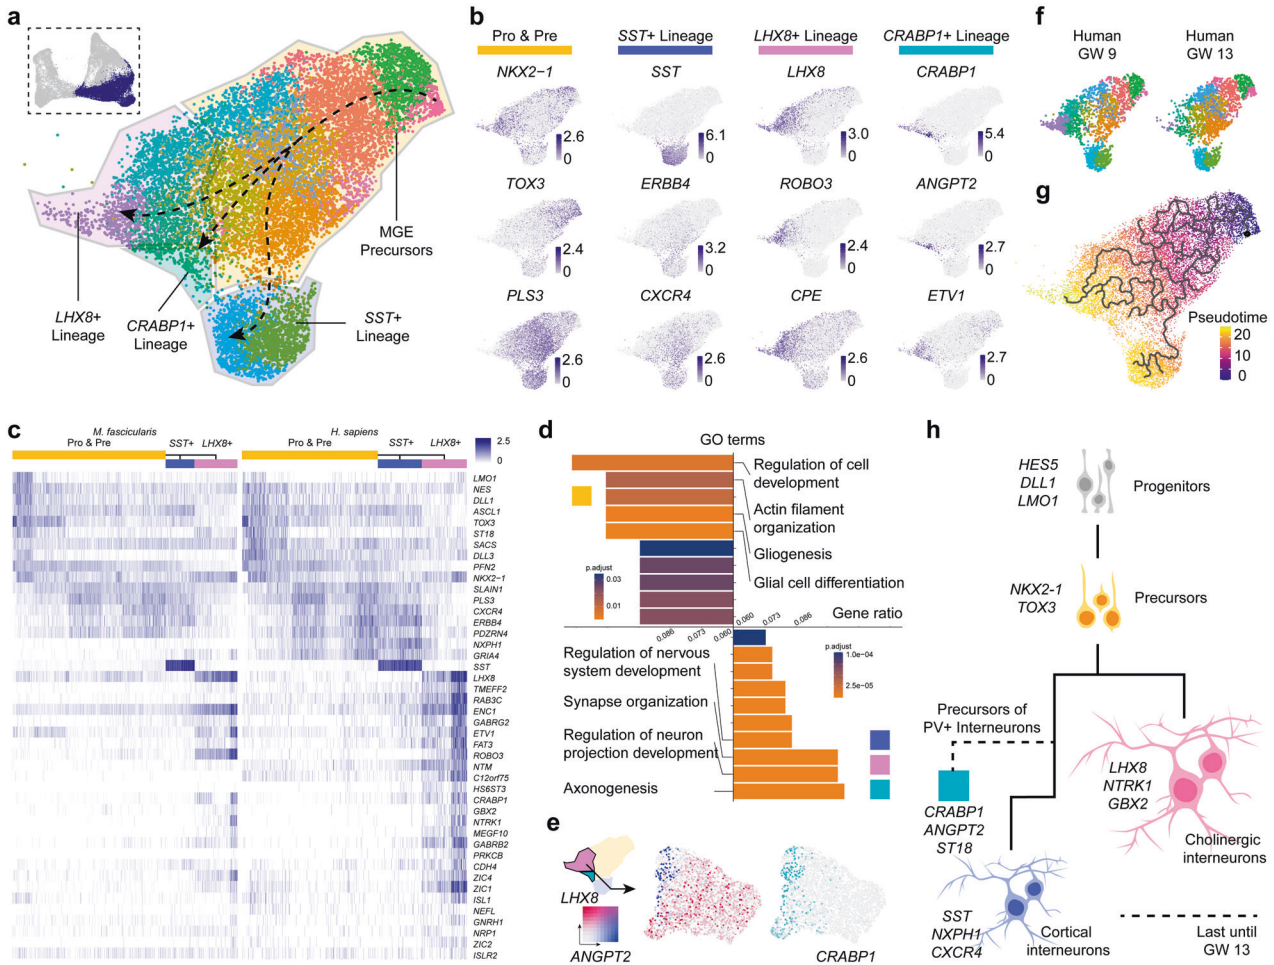 a
MGE
Precursors
LHX8+
Lineage
CRABP1+
Lineage
SST+
Lineage
b
Pro & Pre
SST+ Lineage
LHX8+ Lineage
CRABP1+ Lineage
NKX2−1
SST
LHX8
CRABP1
2.6
0
6.1
0
3.0
0
5.4
0
TOX3
ERBB4
ROBO3
ANGPT2
2.4
0
3.2
0
2.4
0
2.7
0
PLS3
CXCR4
CPE
ETV1
2.6
0
2.6
0
2.6
0
2.7
0
f
Human
GW 9
Human
GW 13
g
Pseudotime
20
10
0
c
M. fascicularis
Pro & Pre
SST+
LHX8+
H. sapiens
Pro & Pre
SST+
LHX8+
2.5
0
LMO1
NES
DLL1
ASCL1
TOX3
ST18
SACS
DLL3
PFN2
NKX2−1
SLAIN1
PLS3
CXCR4
ERBB4
PDZRN4
NXPH1
GRIA4
SST
LHX8
TMEFF2
RAB3C
ENC1
GABRG2
ETV1
FAT3
ROBO3
NTM
C12orf75
HS6ST3
CRABP1
GBX2
NTRK1
MEGF10
GABRB2
PRKCB
CDH4
ZIC4
ZIC1
ISL1
NEFL
GNRH1
NRP1
ZIC2
ISLR2
d
GO terms
Regulation of cell
development
Actin filament
organization
Gliogenesis
Glial cell differentiation
p.adjust
0.03
0.01
Gene ratio
0.060
0.073
0.086
0.086
0.073
0.060
Regulation of nervous
system development
Synapse organization
Regulation of neuron
projection development
Axonogenesis
p.adjust
1.0e−04
2.5e−05
e
LHX8
ANGPT2
CRABP1
h
HES5
DLL1
LMO1
Progenitors
NKX2-1
TOX3
Precursors
Precursors of
PV+ Interneurons
CRABP1
ANGPT2
ST18
LHX8
NTRK1
GBX2
Cholinergic
interneurons
SST
NXPH1
CXCR4
Cortical
interneurons
Last until
GW 13